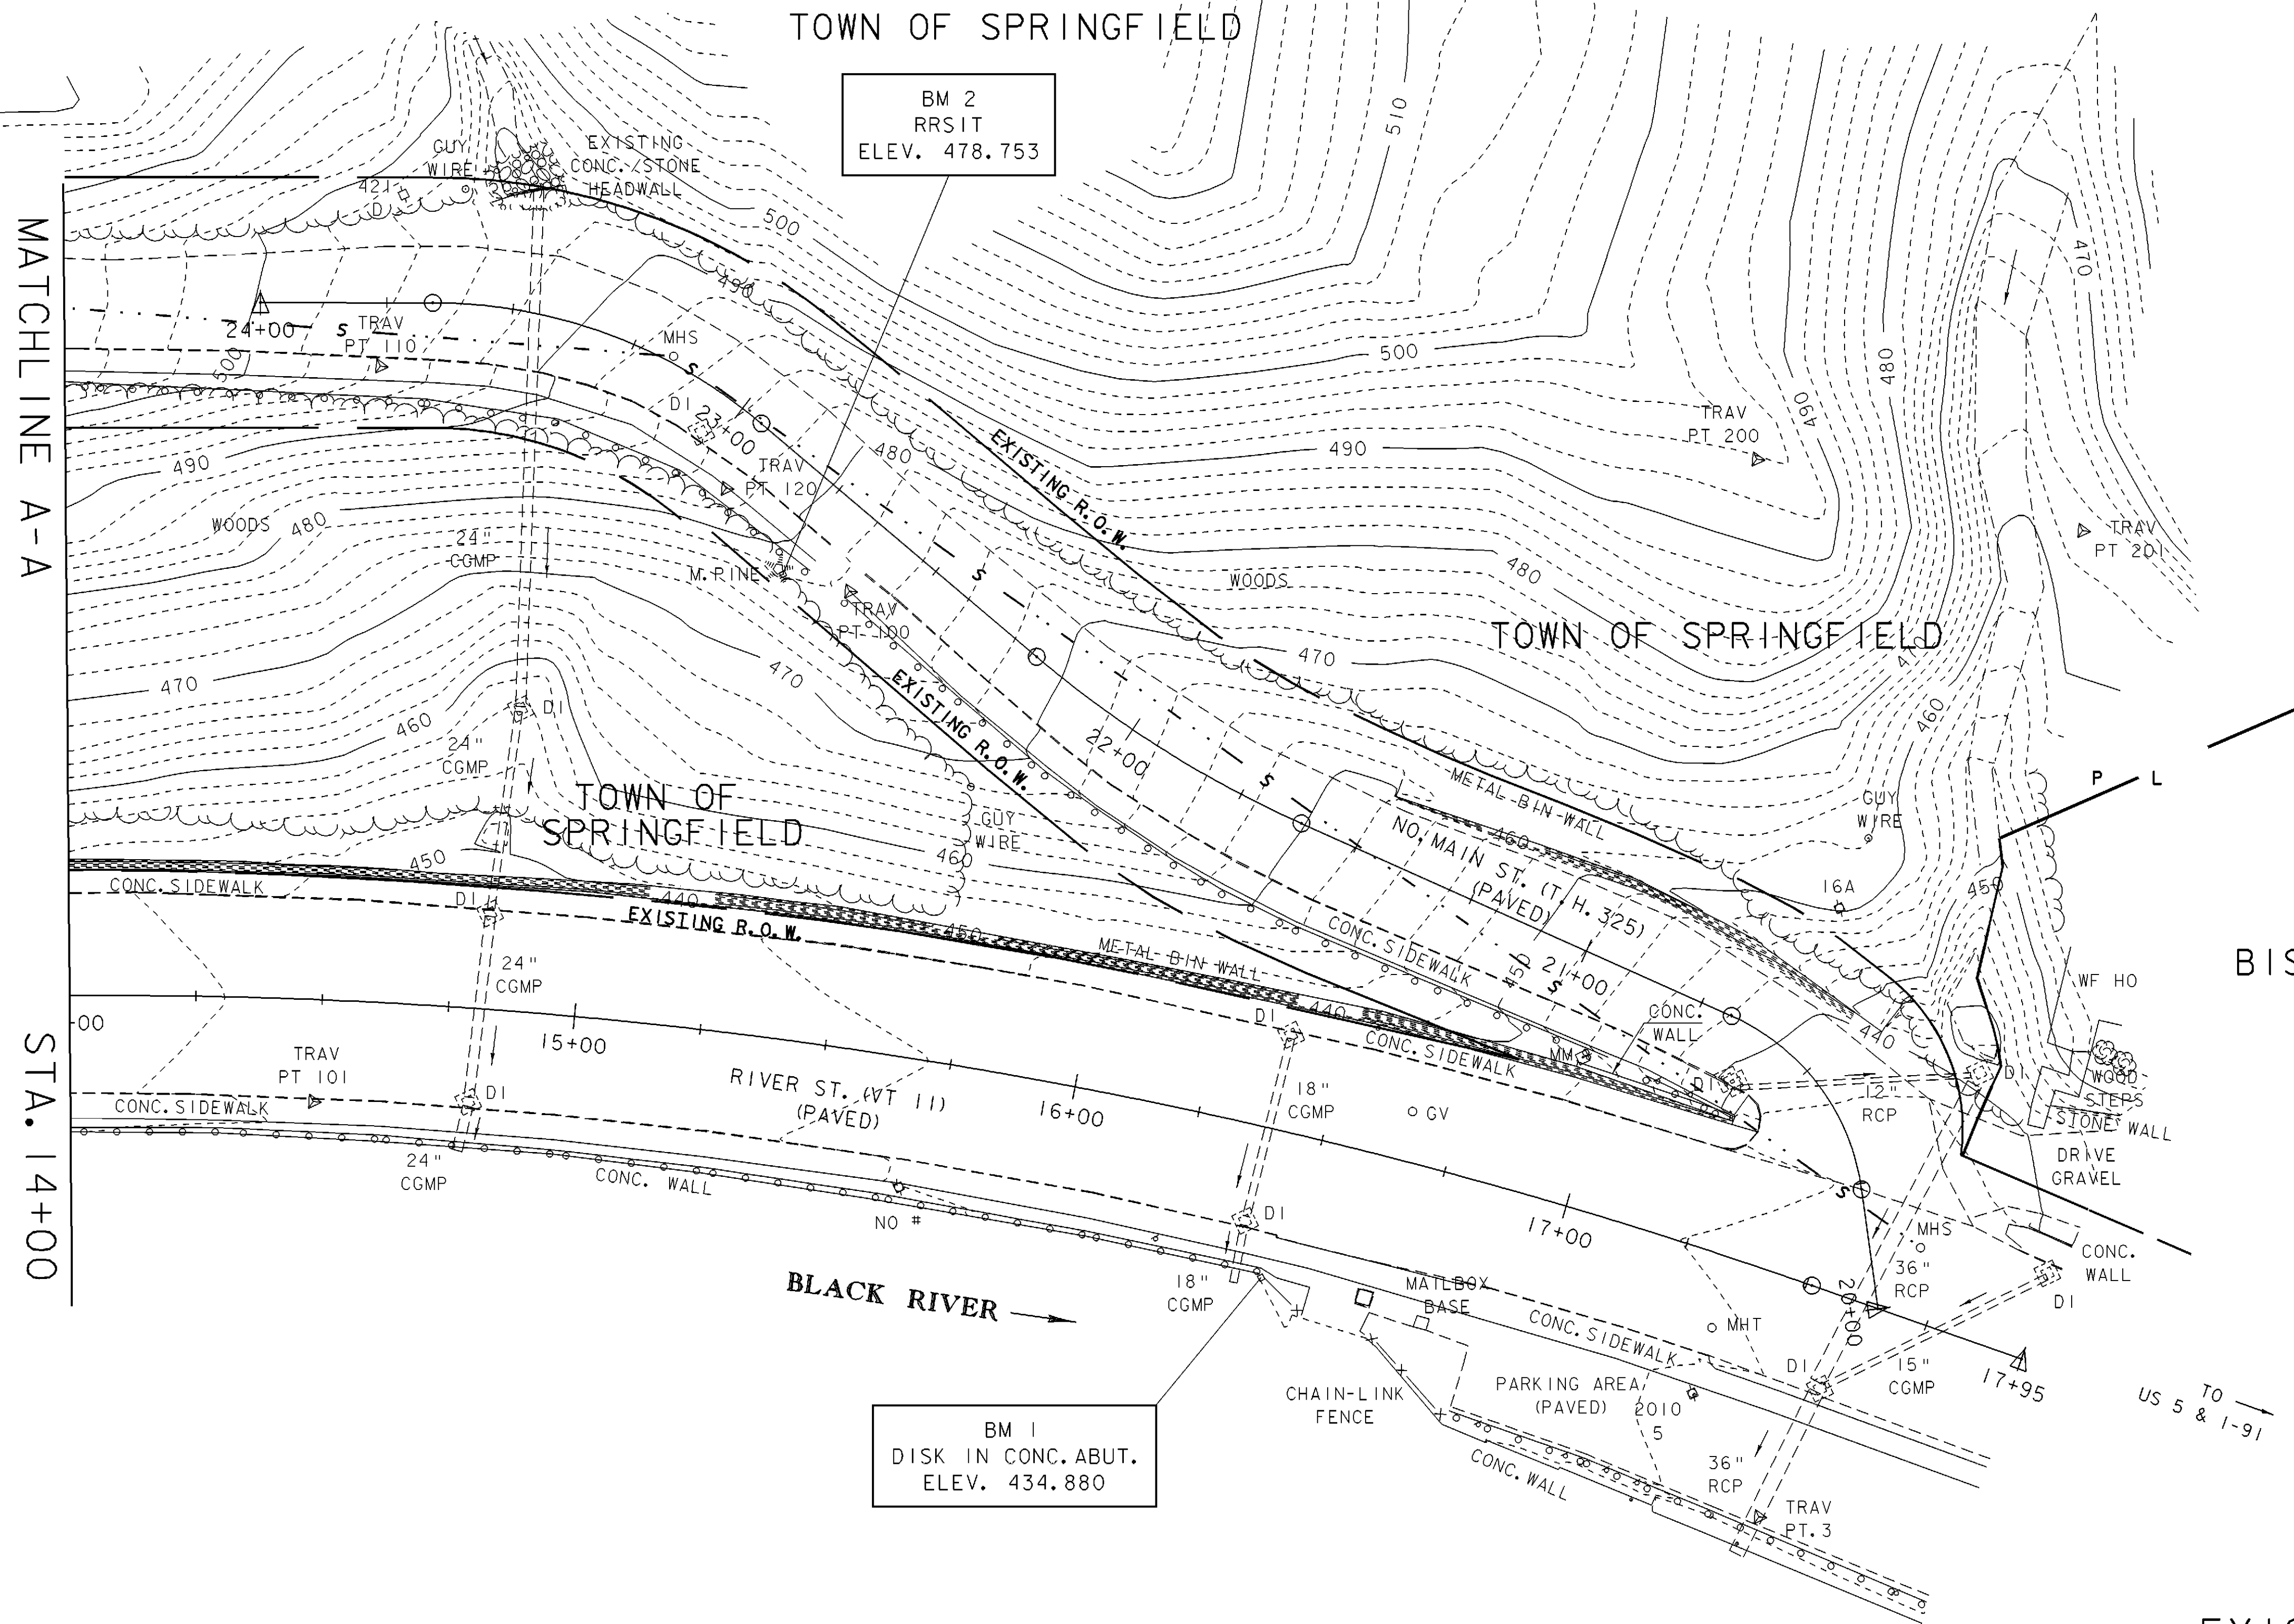 TOWN OF SPRINGFIELD
BM 2
RRSIT
ELEV. 478.753
510
GUY
WIRE
EXISTING
CONC./STONE
HEADWALL
421
D
500
470
MATCHLINE A-A
490
24+00
S
TRAV
PT 110
MHS
S
500
500
480
DI
23+00
TRAV
PT 200
490
490
480
490
EXISTING R.O.W.
TRAV
PT 120
WOODS
480
24"
CGMP
M. PINE
S
WOODS
480
TRAV
PT 201
TRAV
PT 100
TOWN OF SPRINGFIELD
470
470
470
470
EXISTING R.O.W.
DI
460
460
22+00
24"
CGMP
S
METAL BIN WALL
P L
TOWN OF
SPRINGFIELD
GUY
WIRE
GUY
WIRE
NO. MAIN ST. (T.H. 325)
(PAVED)
460
450
460
CONC. SIDEWALK
16A
450
DI
440
EXISTING R.O.W.
450
METAL BIN WALL
CONC. SIDEWALK
450
21+00
S
BIS
WF HO
24"
CGMP
00
15+00
DI
440
CONC. SIDEWALK
CONC.
WALL
440
MM
STA. 14+00
TRAV
PT 101
DI
CONC. SIDEWALK
RIVER ST. (VT 11)
(PAVED)
16+00
18"
CGMP
GV
DI
12"
RCP
DI
WOOD
STEPS
STONE WALL
DRIVE
GRAVEL
24"
CGMP
CONC. WALL
NO #
DI
17+00
S
MHS
CONC.
WALL
BLACK RIVER
18"
CGMP
MAILBOX
BASE
36"
RCP
DI
20+00
CONC. SIDEWALK
MHT
DI
15"
CGMP
17+95
TO
US 5 & I-91
CHAIN-LINK
FENCE
PARKING AREA
(PAVED)
2010
5
BM 1
DISK IN CONC. ABUT.
ELEV. 434.880
CONC. WALL
36"
RCP
TRAV
PT. 3